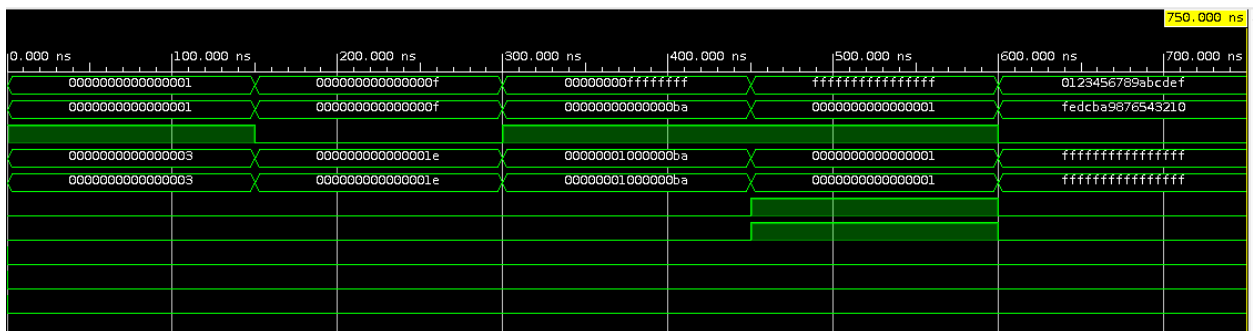 750.000 ns
0.000 ns 100.000 ns 200.000 ns 300.000 ns 400.000 ns 500.000 ns 600.000 ns 700.000 ns
0000000000000001 000000000000000f 00000000ffffffff ffffffffffffffff 0123456789abcdef
0000000000000001 000000000000000f 00000000000000ba 0000000000000001 fedcba9876543210
0000000000000003 000000000000001e 00000001000000ba 0000000000000001 ffffffffffffffff
0000000000000003 000000000000001e 00000001000000ba 0000000000000001 ffffffffffffffff